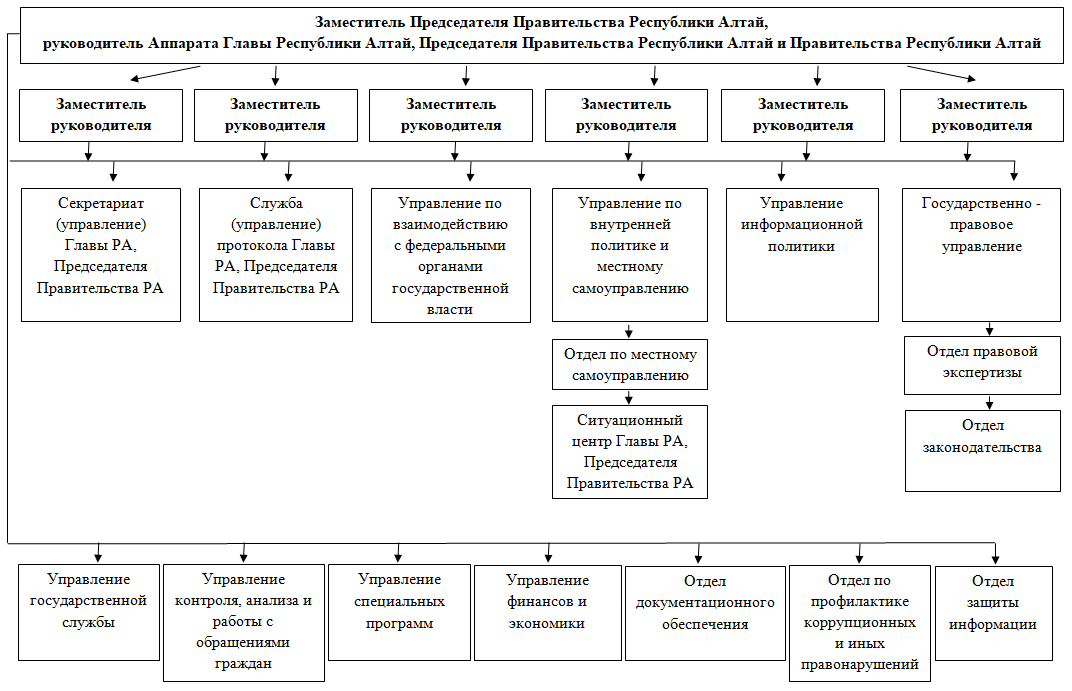 Заместитель Председателя Правительства Республики Алтай,
руководитель Аппарата Главы Республики Алтай, Председателя Правительства Республики Алтай и Правительства Республики Алтай
Заместитель
руководителя
Заместитель
руководителя
Заместитель
руководителя
Заместитель
руководителя
Заместитель
руководителя
Заместитель
руководителя
Секретариат
(управление)
Главы РА,
Председателя
Правительства РА
Служба
(управление)
протокола Главы
РА, Председателя
Правительства РА
Управление по
взаимодействию
с федеральными
органами
государственной
власти
Управление по
внутренней
политике и
местному
самоуправлению
Управление
информационной
политики
Государственно -
правовое
управление
Отдел по местному
самоуправлению
Ситуационный
центр Главы РА,
Председателя
Правительства РА
Отдел правовой
экспертизы
Отдел
законодательства
Управление
государственной
службы
Управление
контроля, анализа и
работы с
обращениями
граждан
Управление
специальных
программ
Управление
финансов и
экономики
Отдел
документационного
обеспечения
Отдел по
профилактике
коррупционных
и иных
правонарушений
Отдел
защиты
информации